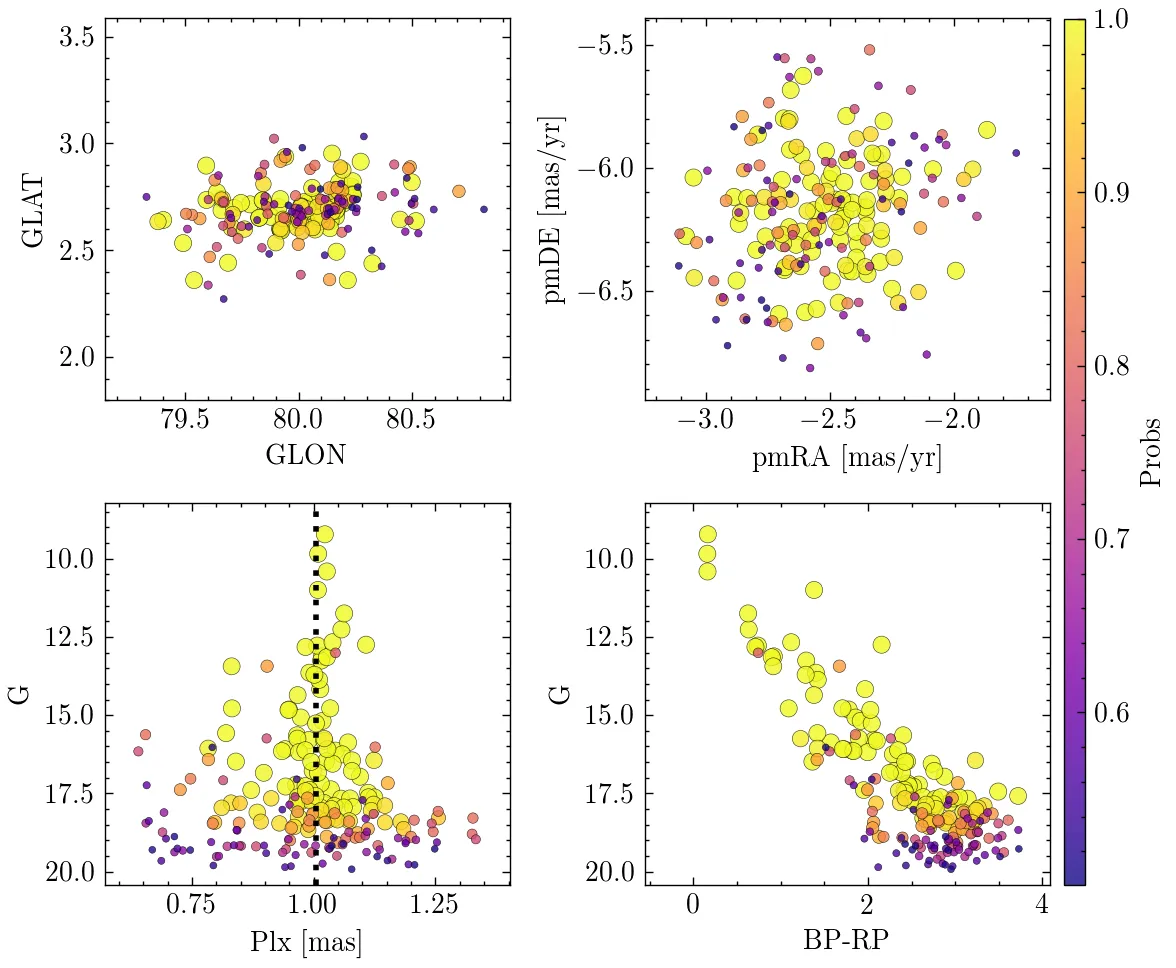 3.5
3.0
2.5
2.0
GLAT
79.5 80.0 80.5
GLON
−5.5
−6.0
−6.5
pmDE [mas/yr]
−3.0 −2.5 −2.0
pmRA [mas/yr]
10.0
12.5
15.0
17.5
20.0
G
0.75 1.00 1.25
Plx [mas]
10.0
12.5
15.0
17.5
20.0
G
0 2 4
BP-RP
1.0
0.9
0.8
0.7
0.6
Probs